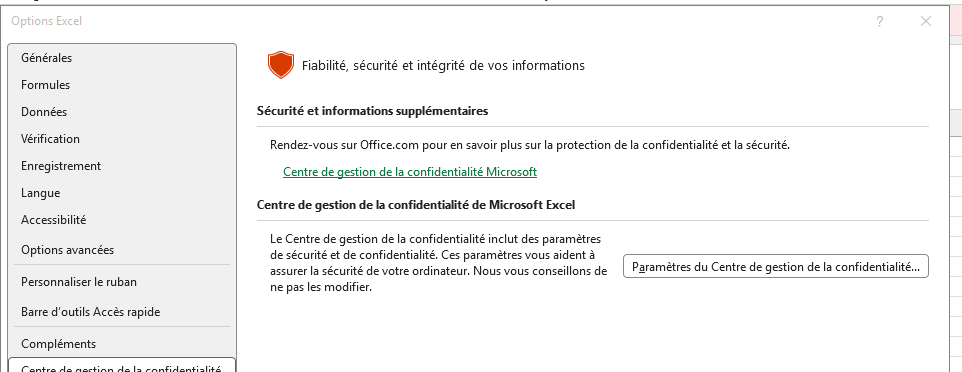 Options Excel
?
Générales
Formules
Données
Vérification
Enregistrement
Langue
Accessibilité
Options avancées
Personnaliser le ruban
Barre d'outils Accès rapide
Compléments
Centre de gestion de la confidentialité
Fiabilité, sécurité et intégrité de vos informations
Sécurité et informations supplémentaires
Rendez-vous sur Office.com pour en savoir plus sur la protection de la confidentialité et la sécurité.
Centre de gestion de la confidentialité Microsoft
Centre de gestion de la confidentialité de Microsoft Excel
Le Centre de gestion de la confidentialité inclut des paramètres
de sécurité et de confidentialité. Ces paramètres vous aident à
assurer la sécurité de votre ordinateur. Nous vous conseillons de
ne pas les modifier.
Paramètres du Centre de gestion de la confidentialité...